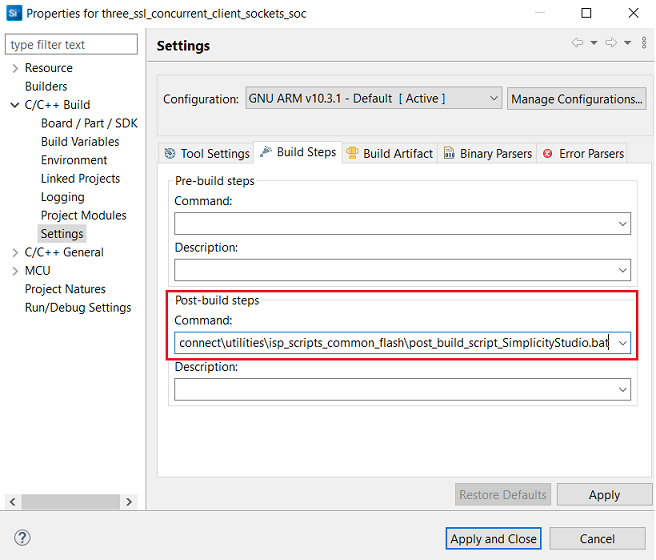 Properties for three_ssl_concurrent_client_sockets_soc
type filter text
Resource
Builders
C/C++ Build
Board / Part / SDK
Build Variables
Environment
Linked Projects
Logging
Project Modules
Settings
C/C++ General
MCU
Project Natures
Run/Debug Settings
Settings
Configuration: GNU ARM v10.3.1 - Default [ Active ] Manage Configurations...
Tool Settings Build Steps Build Artifact Binary Parsers Error Parsers
Pre-build steps
Command:
Description:
Post-build steps
Command:
connect\utilities\isp_scripts_common_flash\post_build_script_SimplicityStudio.bat
Description:
Restore Defaults Apply
? Apply and Close Cancel